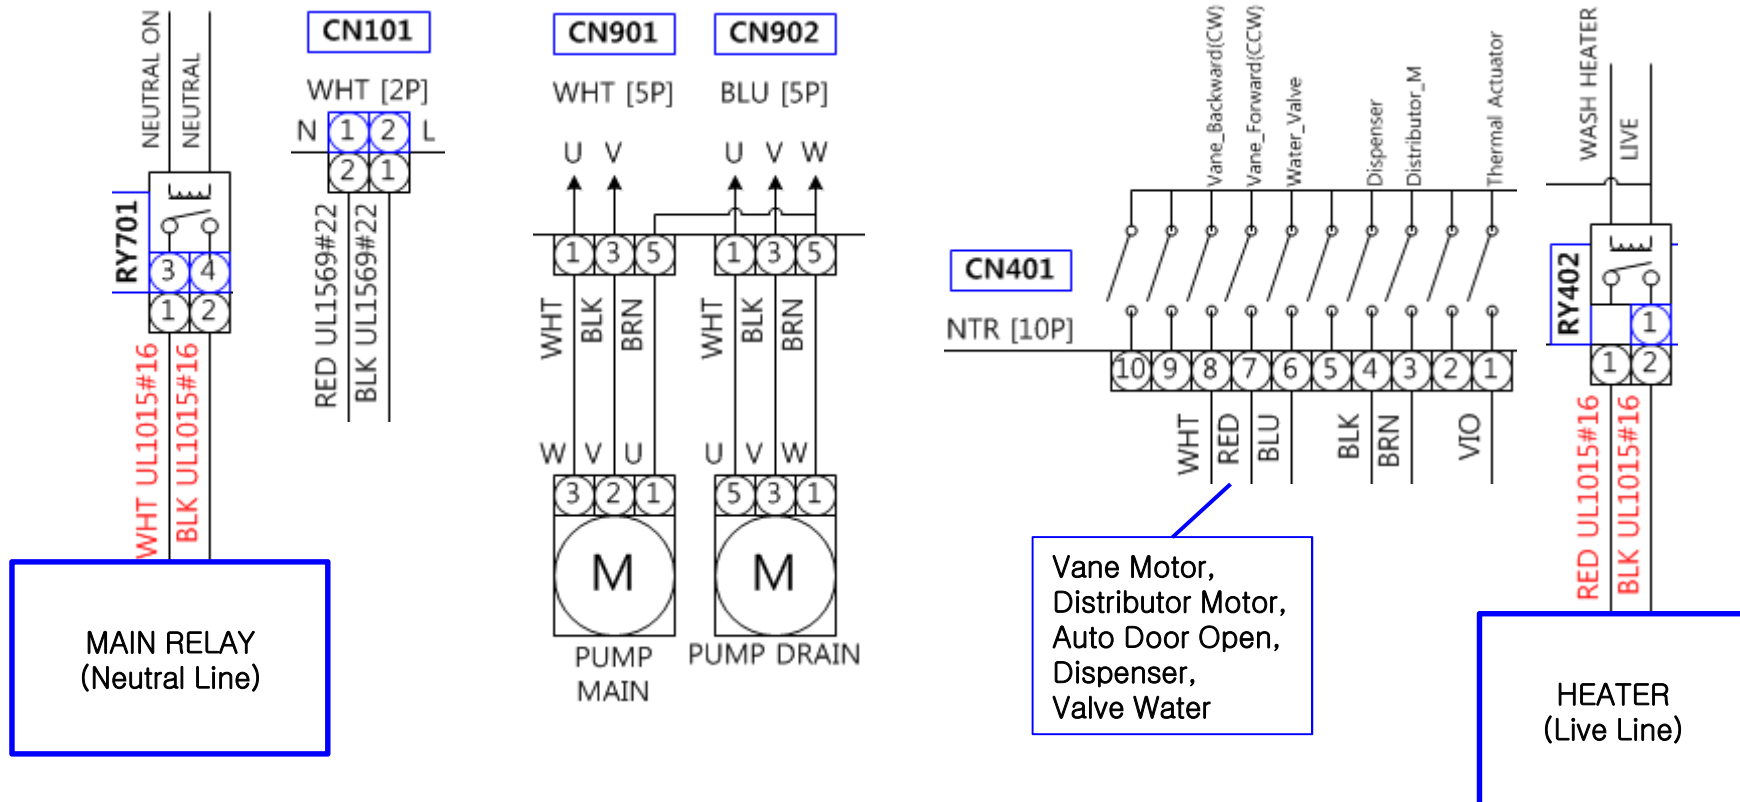 NEUTRAL ON
NEUTRAL
RY701
3 4
1 2
WHT UL1015#16
BLK UL1015#16
MAIN RELAY
(Neutral Line)
CN101
WHT [2P]
N 1 2 L
2 1
RED UL1569#22
BLK UL1569#22
CN901
WHT [5P]
U V
1 3 5
WHT
BLK
BRN
W V U
3 2 1
M
PUMP
MAIN
CN902
BLU [5P]
U V W
1 3 5
WHT
BLK
BRN
U V W
5 3 1
M
PUMP DRAIN
CN401
NTR [10P]
Vane_Backward(CW)
Vane_Forward(CCW)
Water_Valve
Dispenser
Distributor_M
Thermal Actuator
10 9 8 7 6 5 4 3 2 1
WHT
RED
BLU
BLK
BRN
VIO
Vane Motor,
Distributor Motor,
Auto Door Open,
Dispenser,
Valve Water
WASH HEATER
LIVE
RY402
1
1 2
RED UL1015#16
BLK UL1015#16
HEATER
(Live Line)